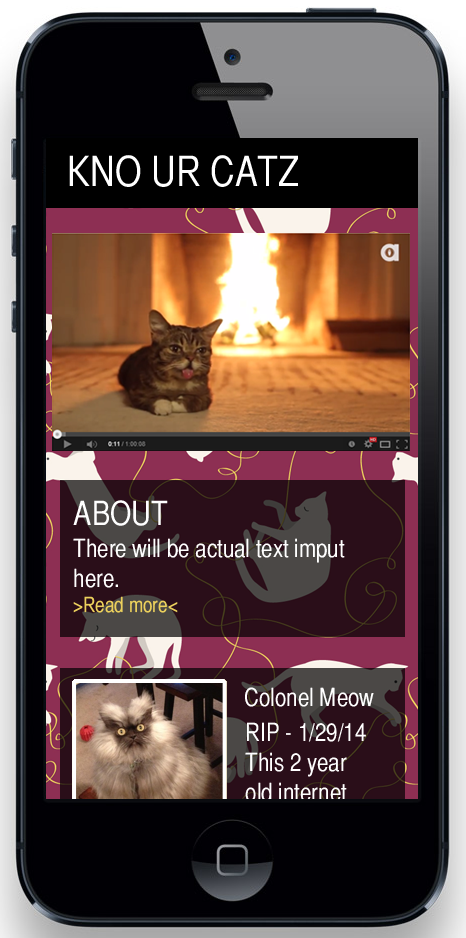 KNO UR CATZ
a
0:11 / 1:00:08
HD
ABOUT
There will be actual text imput
here.
>Read more<
Colonel Meow
RIP - 1/29/14
This 2 year
old internet